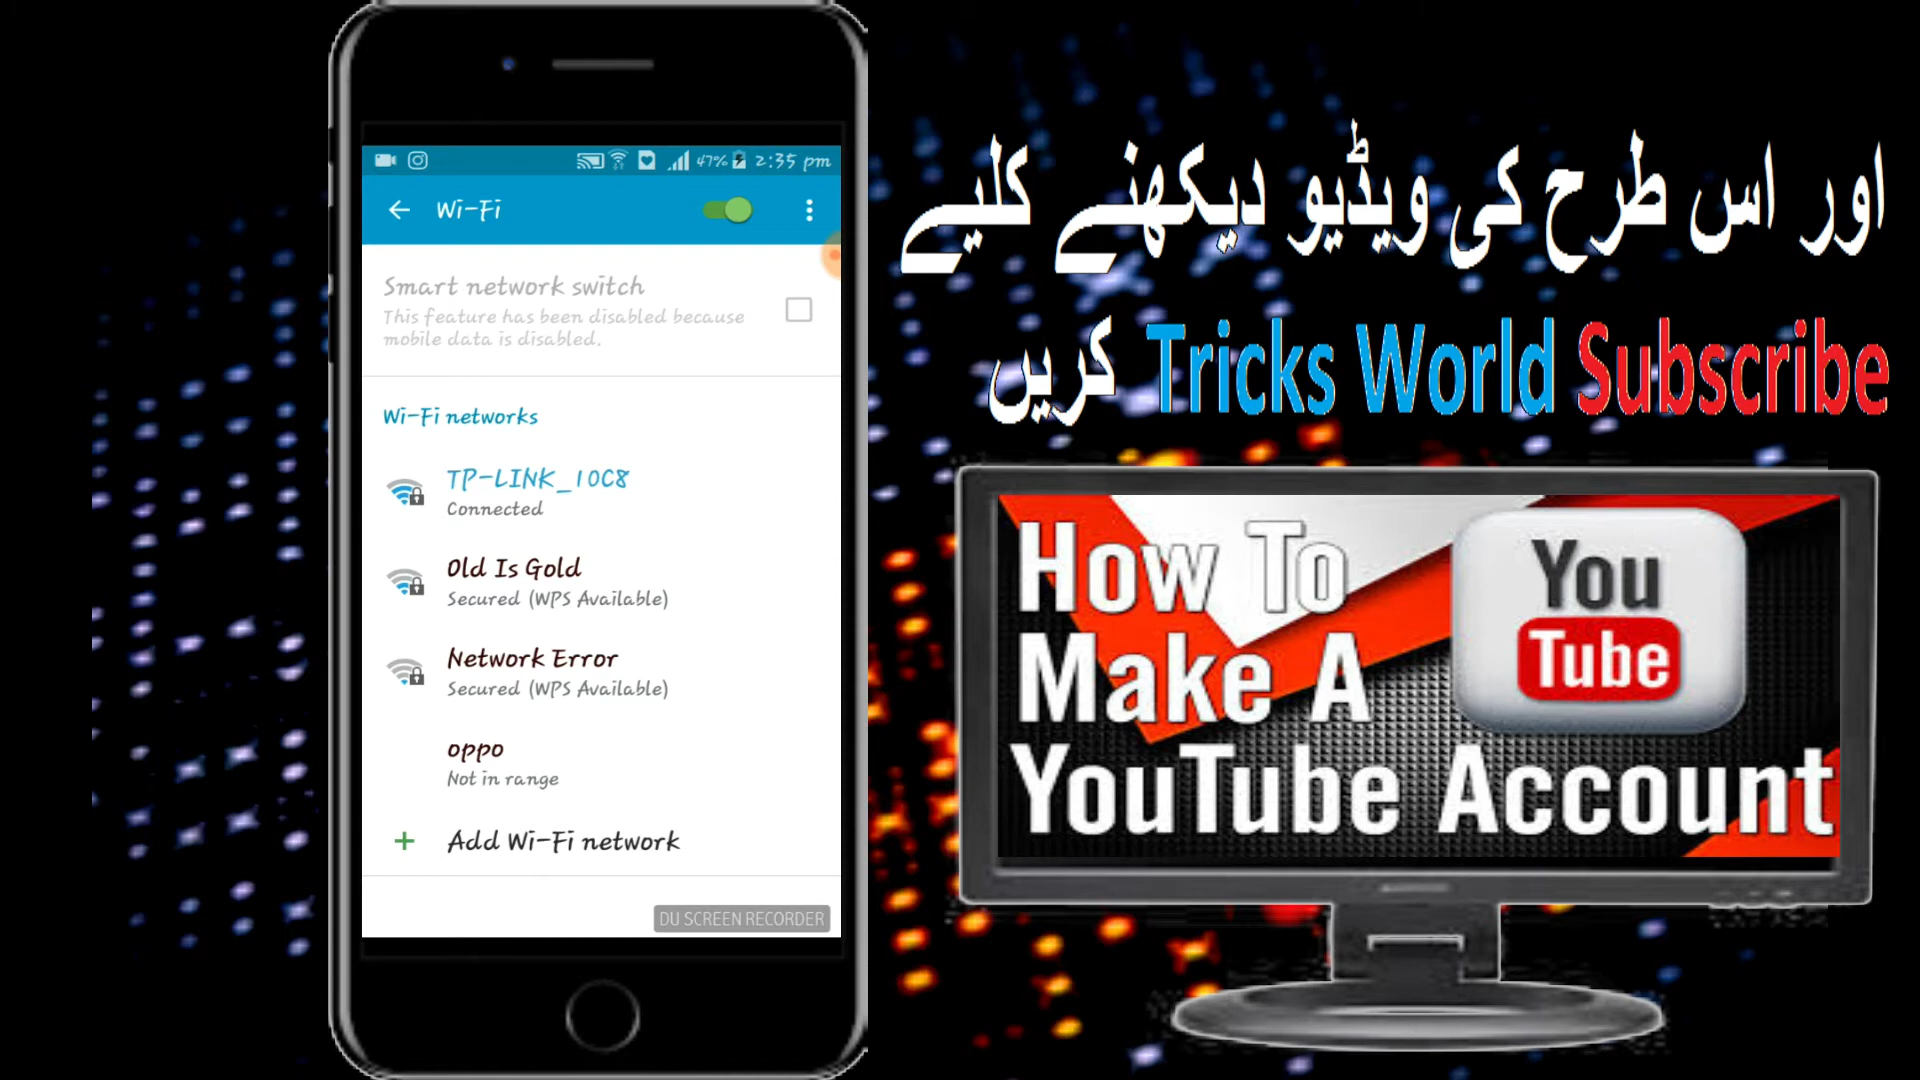 47% 2:35 pm
Wi-Fi
Smart network switch
This feature has been disabled because
mobile data is disabled.
Wi-Fi networks
TP-LINK_10C8
Connected
Old Is Gold
Secured (WPS Available)
Network Error
Secured (WPS Available)
oppo
Not in range
Add Wi-Fi network
DU SCREEN RECORDER
اور اس طرح کی ویڈیو دیکھنے کلیے
Tricks World Subscribe کریں
How To
Make A
YouTube Account
You
Tube